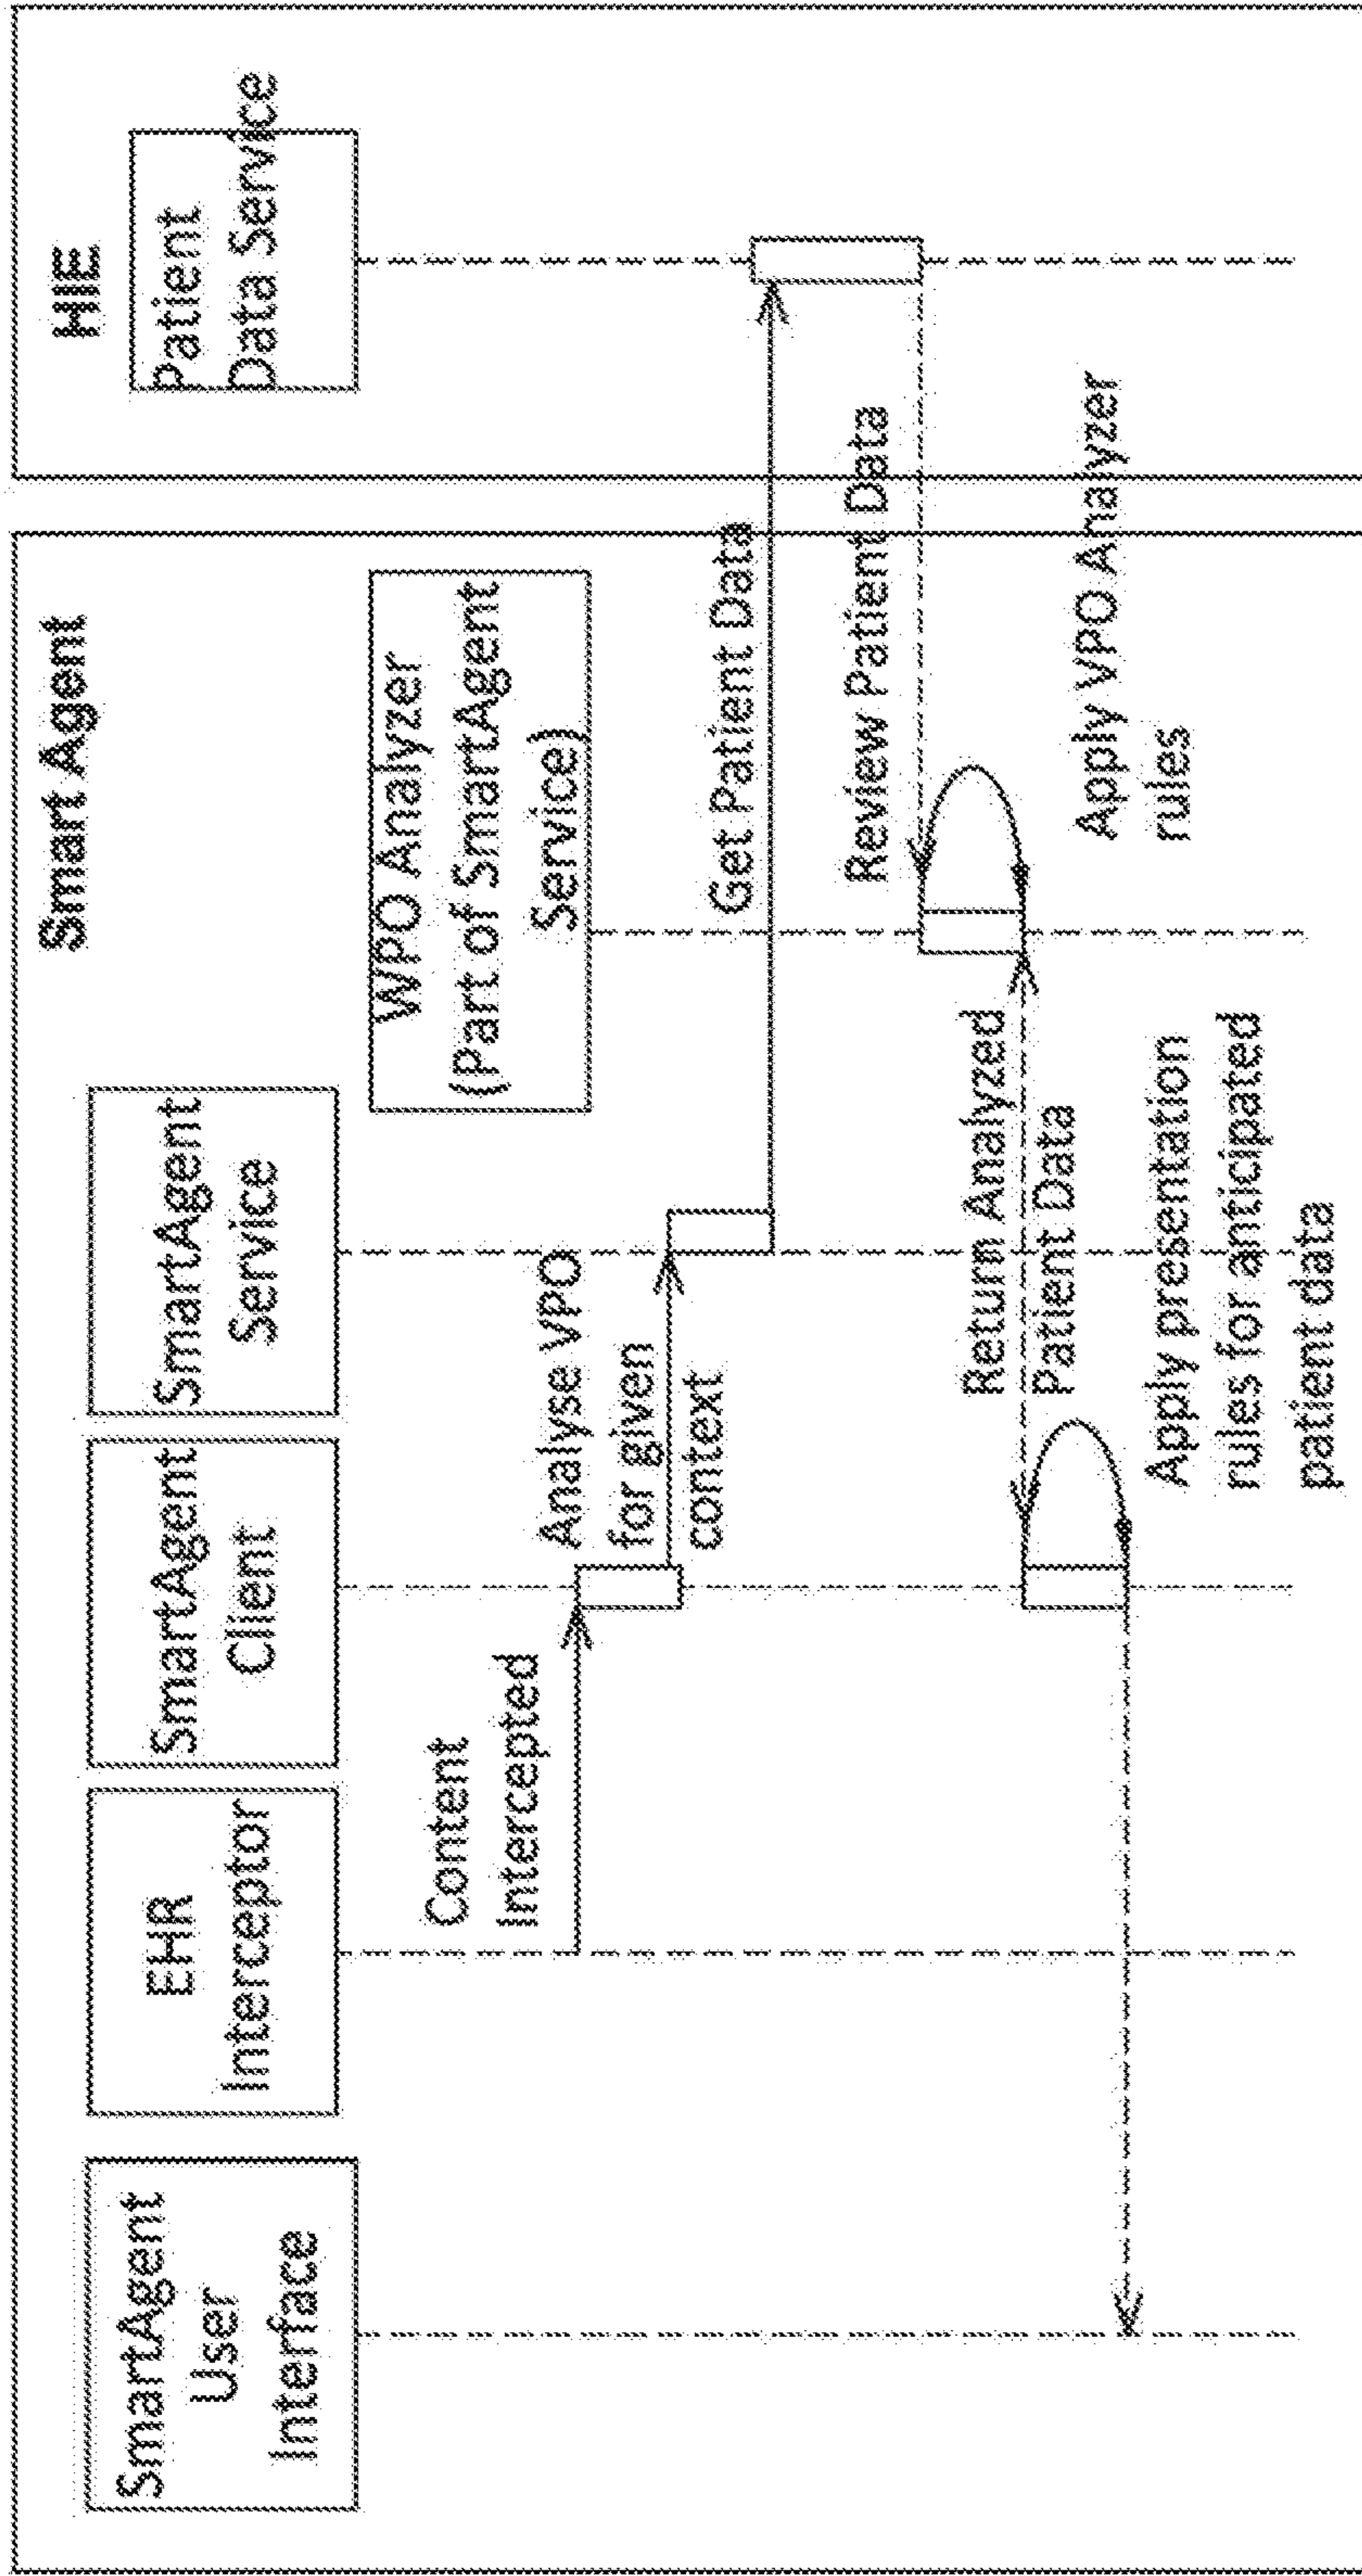 Smart Agent
HIE
SmartAgent
User
Interface
EHR
Interceptor
SmartAgent
Client
SmartAgent
Service
WPO Analyzer
(Part of SmartAgent
Service)
Patient
Data Service
Content
Intercepted
Analyse VPO
for given
context
Get Patient Data
Review Patient Data
Apply VPO Analyzer
rules
Return Analyzed
Patient Data
Apply presentation
rules for anticipated
patient data